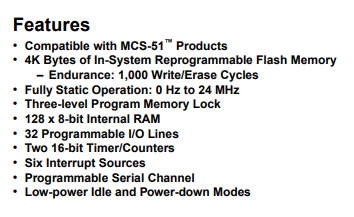 Features
• Compatible with MCS-51™ Products
• 4K Bytes of In-System Reprogrammable Flash Memory
– Endurance: 1,000 Write/Erase Cycles
• Fully Static Operation: 0 Hz to 24 MHz
• Three-level Program Memory Lock
• 128 x 8-bit Internal RAM
• 32 Programmable I/O Lines
• Two 16-bit Timer/Counters
• Six Interrupt Sources
• Programmable Serial Channel
• Low-power Idle and Power-down Modes